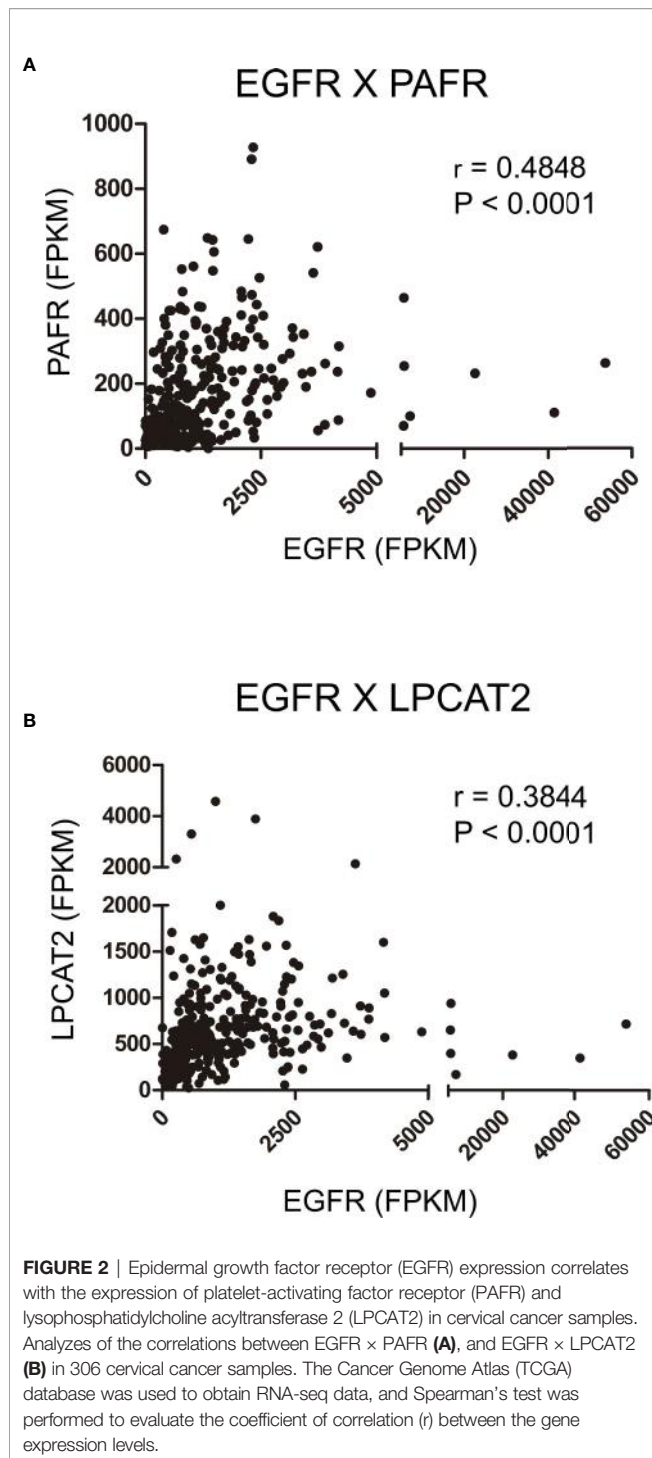 A
EGFR X PAFR
r = 0.4848
P < 0.0001
1000
800
600
400
200
0
PAFR (FPKM)
0
2500
5000
20000
40000
60000
EGFR (FPKM)
EGFR X LPCAT2
B
r = 0.3844
P < 0.0001
6000
4000
2000
2000
1500
1000
500
0
LPCAT2 (FPKM)
0
2500
5000
20000
40000
60000
EGFR (FPKM)
FIGURE 2 | Epidermal growth factor receptor (EGFR) expression correlates
with the expression of platelet-activating factor receptor (PAFR) and
lysophosphatidylcholine acyltransferase 2 (LPCAT2) in cervical cancer samples.
Analyzes of the correlations between EGFR × PAFR (A), and EGFR × LPCAT2
(B) in 306 cervical cancer samples. The Cancer Genome Atlas (TCGA)
database was used to obtain RNA-seq data, and Spearman's test was
performed to evaluate the coefficient of correlation (r) between the gene
expression levels.